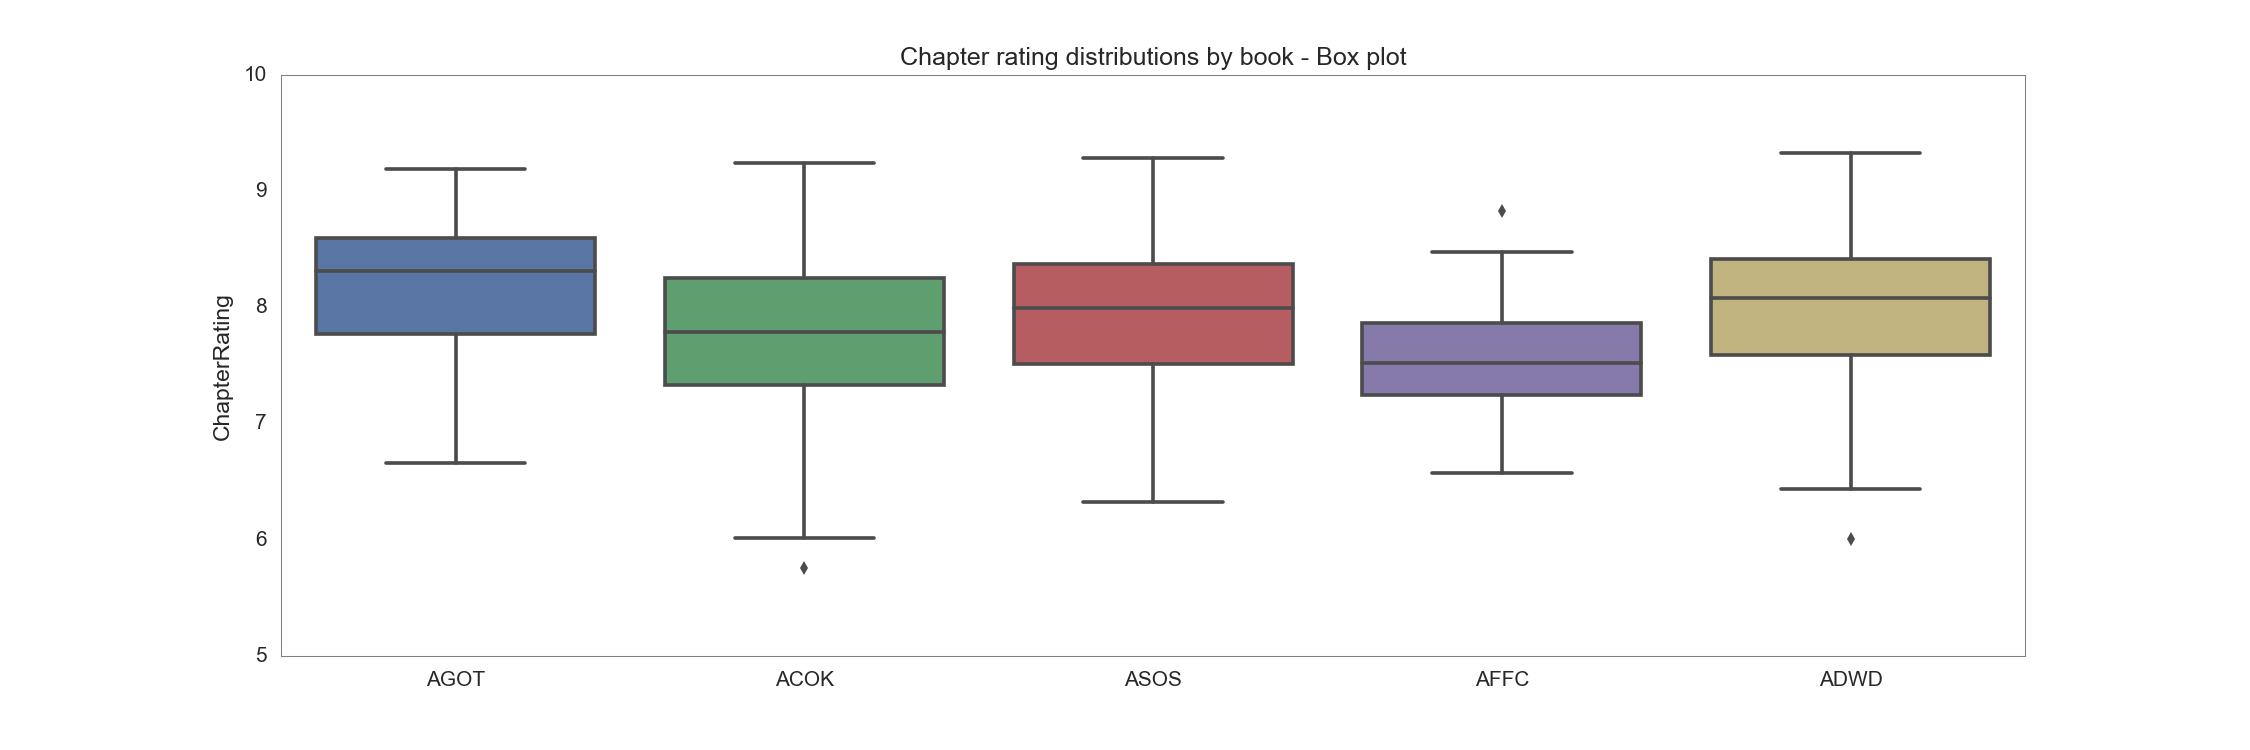 Chapter rating distributions by book - Box plot
10
9
8
7
6
5
ChapterRating
AGOT
ACOK
ASOS
AFFC
ADWD